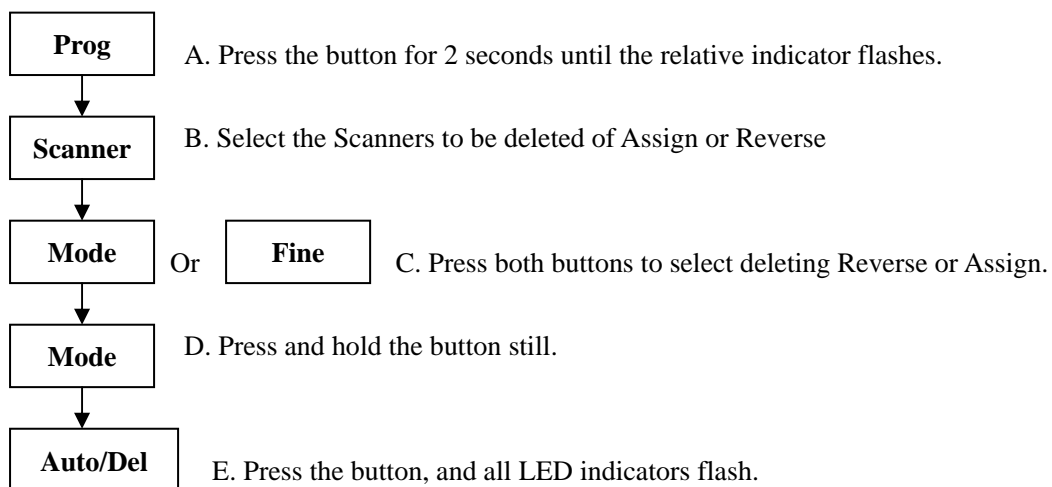 Prog
A. Press the button for 2 seconds until the relative indicator flashes.
Scanner
B. Select the Scanners to be deleted of Assign or Reverse
Mode Or Fine C. Press both buttons to select deleting Reverse or Assign.
Mode
D. Press and hold the button still.
Auto/Del
E. Press the button, and all LED indicators flash.